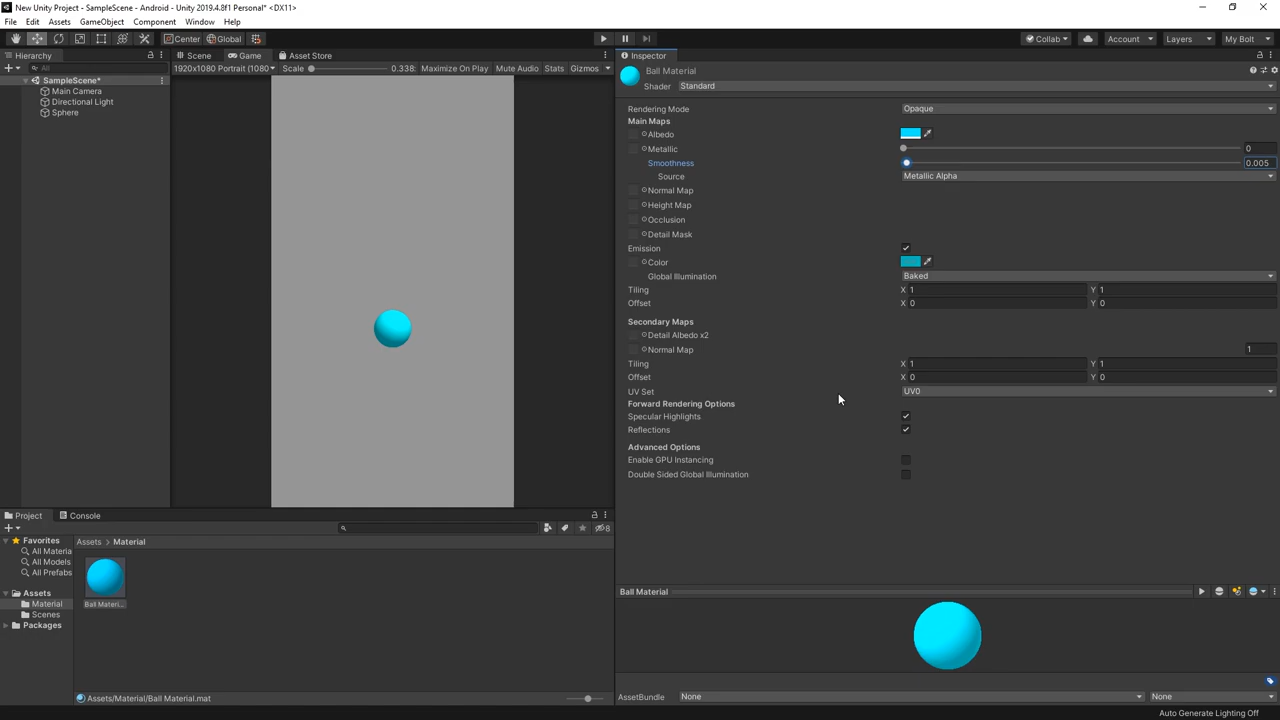 New Unity Project - SampleScene - Android - Unity 2019.4.8f1 Personal* <DX11>
File Edit Assets GameObject Component Window Help
Center Global Collab Account Layers My Bolt
Hierarchy
All
SampleScene*
Main Camera
Directional Light
Sphere
Scene Game Asset Store
1920x1080 Portrait (1080 Scale 0.338: Maximize On Play Mute Audio Stats Gizmos
Inspector
Ball Material
Shader Standard
Rendering Mode Opaque
Main Maps
Albedo
Metallic 0
Smoothness 0.005
Source Metallic Alpha
Normal Map
Height Map
Occlusion
Detail Mask
Emission
Color
Global Illumination Baked
Tiling X 1 Y 1
Offset X 0 Y 0
Secondary Maps
Detail Albedo x2
Normal Map 1
Tiling X 1 Y 1
Offset X 0 Y 0
UV Set UV0
Forward Rendering Options
Specular Highlights
Reflections
Advanced Options
Enable GPU Instancing
Double Sided Global Illumination
Project Console
8
Favorites
All Materia
All Models
All Prefabs
Assets
Material
Scenes
Packages
Assets > Material
Ball Materi...
Assets/Material/Ball Material.mat
Ball Material
AssetBundle None None
Auto Generate Lighting Off